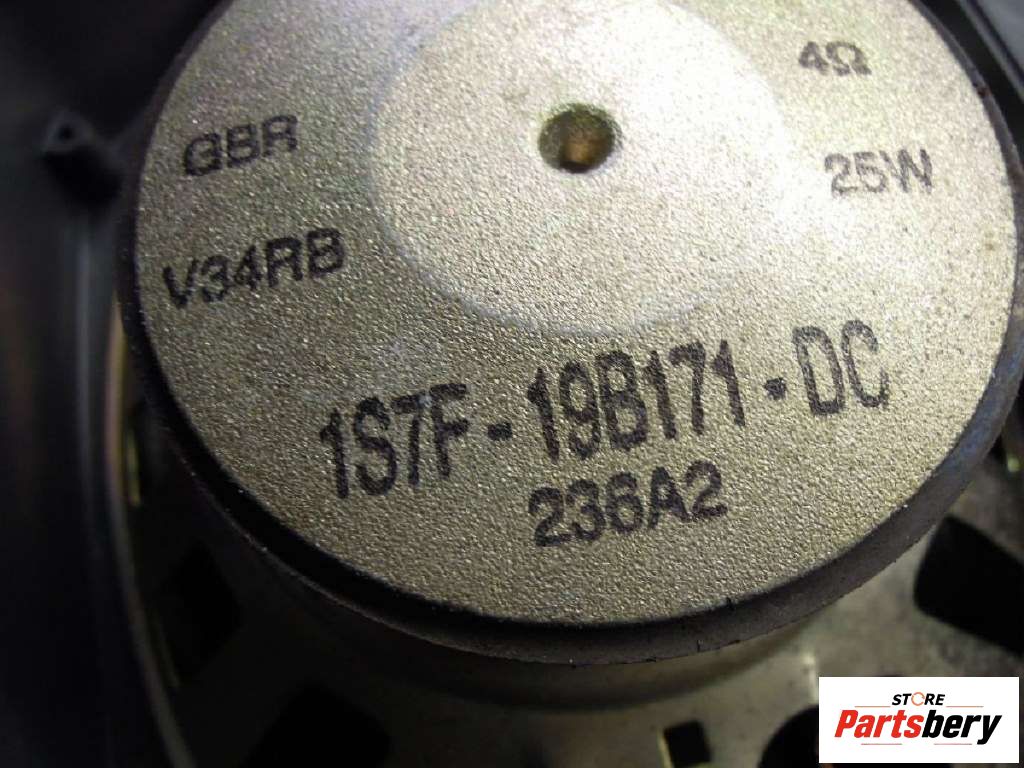 GBR
4Ω
V34RB
25W
1S7F-19B171-DC
236A2
STORE
Partsbery